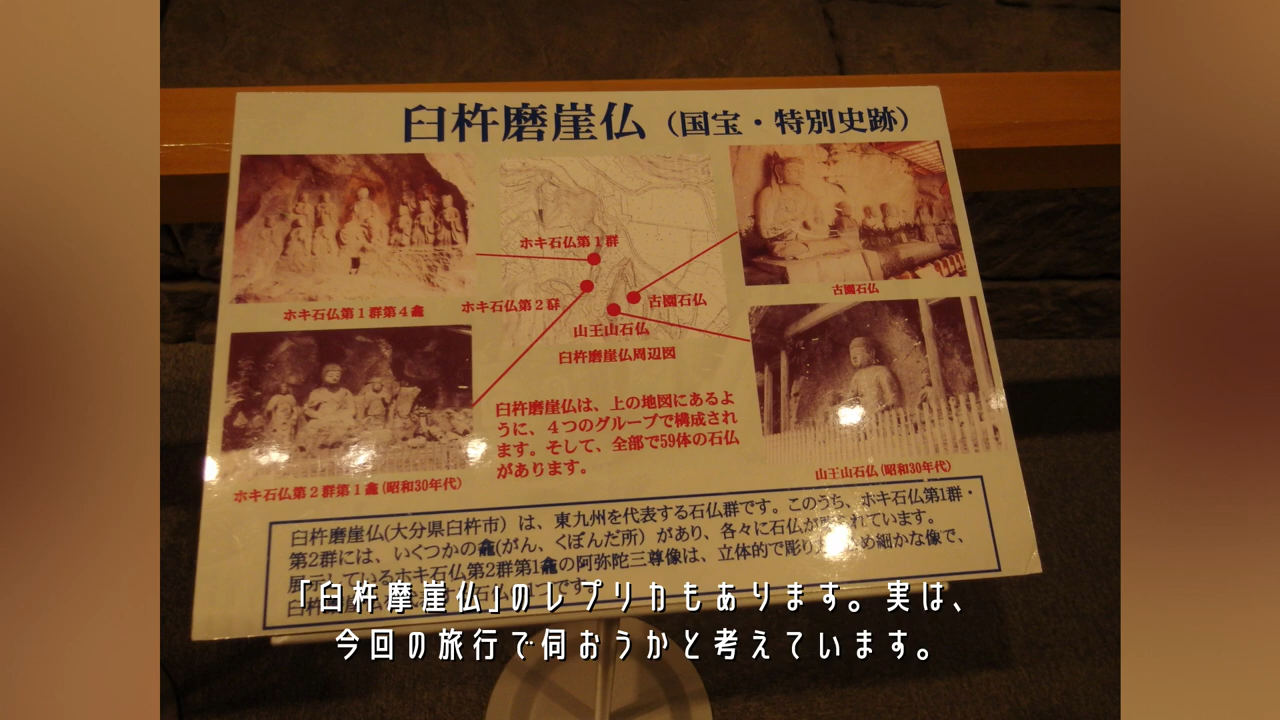 臼杵磨崖仏（国宝・特別史跡）
ホキ石仏第１群第４龕
ホキ石仏第１群
ホキ石仏第２群
古園石仏
山王山石仏
臼杵磨崖仏周辺図
古園石仏
ホキ石仏第２群第１龕(昭和30年代)
臼杵磨崖仏は、上の地図にあるよ
うに、４つのグループで構成され
ます。そして、全部で59体の石仏
があります。
山王山石仏(昭和30年代)
臼杵磨崖仏(大分県臼杵市）は、東九州を代表する石仏群です。このうち、ホキ石仏第1群・
第2群には、いくつかの龕(がん、くぼんだ所）があり、各々に石仏が
れています。
ホキ石仏第2群第1龕の阿弥陀三尊像は、立体的で彫り
め細かな像で、
「臼杵摩崖仏」のレプリカもあります。実は、
今回の旅行で伺おうかと考えています。